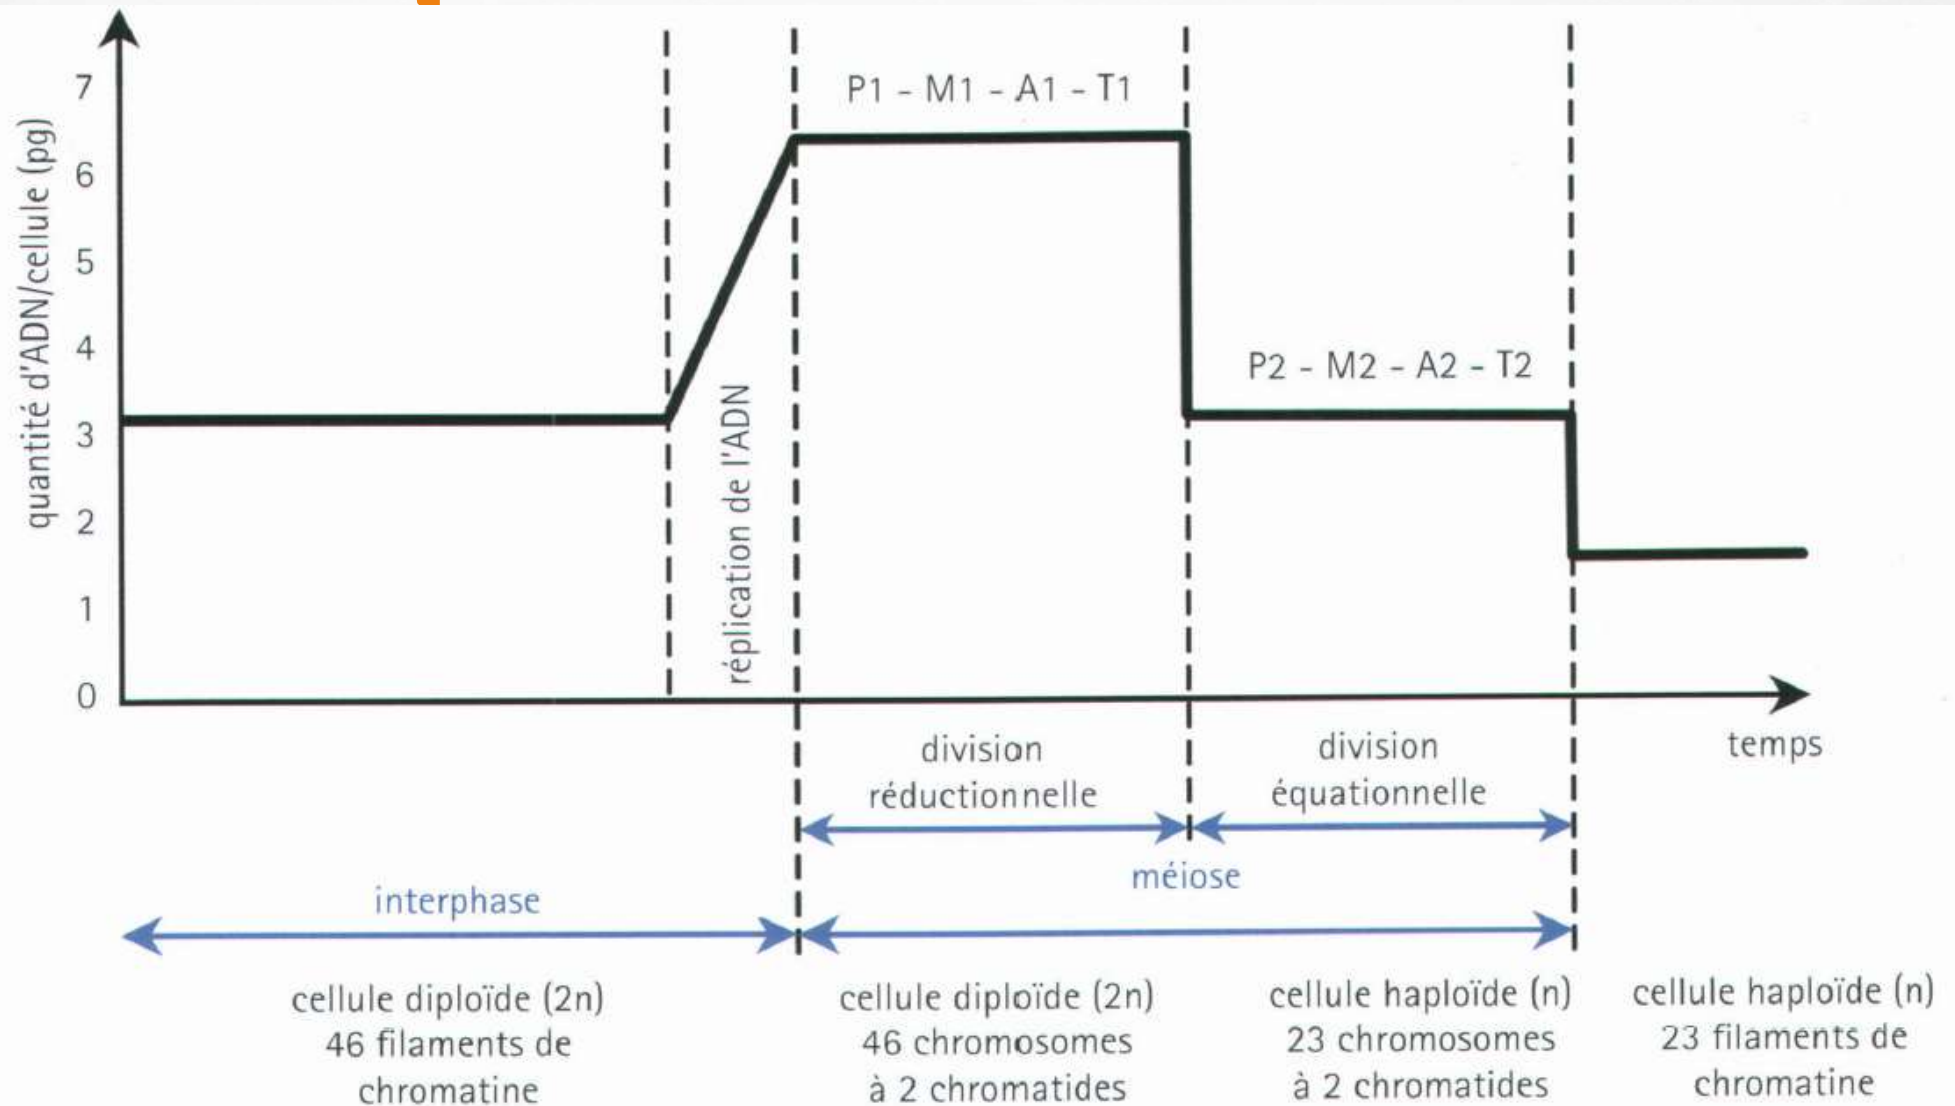 quantité d'ADN/cellule (pg)
7
6
5
4
3
2
1
0
P1 - M1 - A1 - T1
P2 - M2 - A2 - T2
réplication de l'ADN
temps
division
réductionnelle
division
équationnelle
méiose
interphase
cellule diploïde (2n)
46 filaments de
chromatine
cellule diploïde (2n)
46 chromosomes
à 2 chromatides
cellule haploïde (n)
23 chromosomes
à 2 chromatides
cellule haploïde (n)
23 filaments de
chromatine